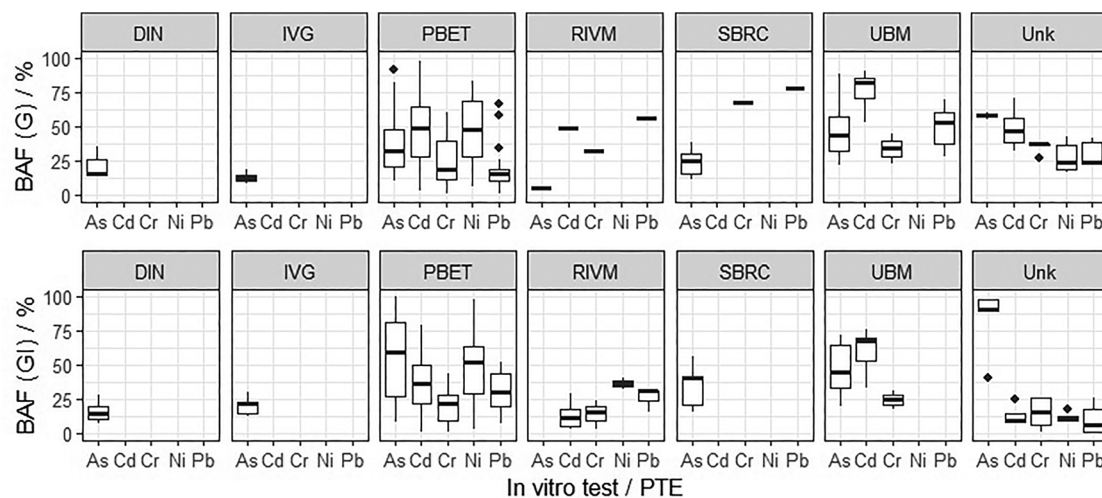 DIN IVG PBET RIVM SBRC UBM Unk
BAF (G) / %
100
75
50
25
0
As Cd Cr Ni Pb As Cd Cr Ni Pb As Cd Cr Ni Pb As Cd Cr Ni Pb As Cd Cr Ni Pb As Cd Cr Ni Pb As Cd Cr Ni Pb
DIN IVG PBET RIVM SBRC UBM Unk
BAF (GI) / %
100
75
50
25
0
As Cd Cr Ni Pb As Cd Cr Ni Pb As Cd Cr Ni Pb As Cd Cr Ni Pb As Cd Cr Ni Pb As Cd Cr Ni Pb As Cd Cr Ni Pb
In vitro test / PTE